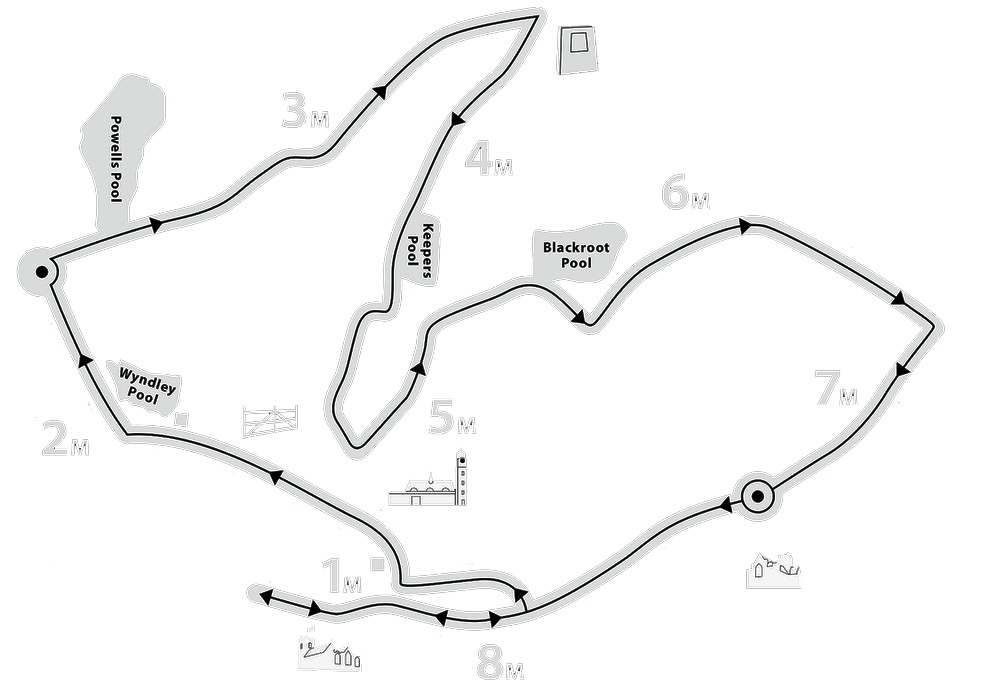 3M
4M
Powells Pool
6M
Keepers
Pool
Blackroot
Pool
Wyndley
Pool
7M
5M
2M
1M
8M